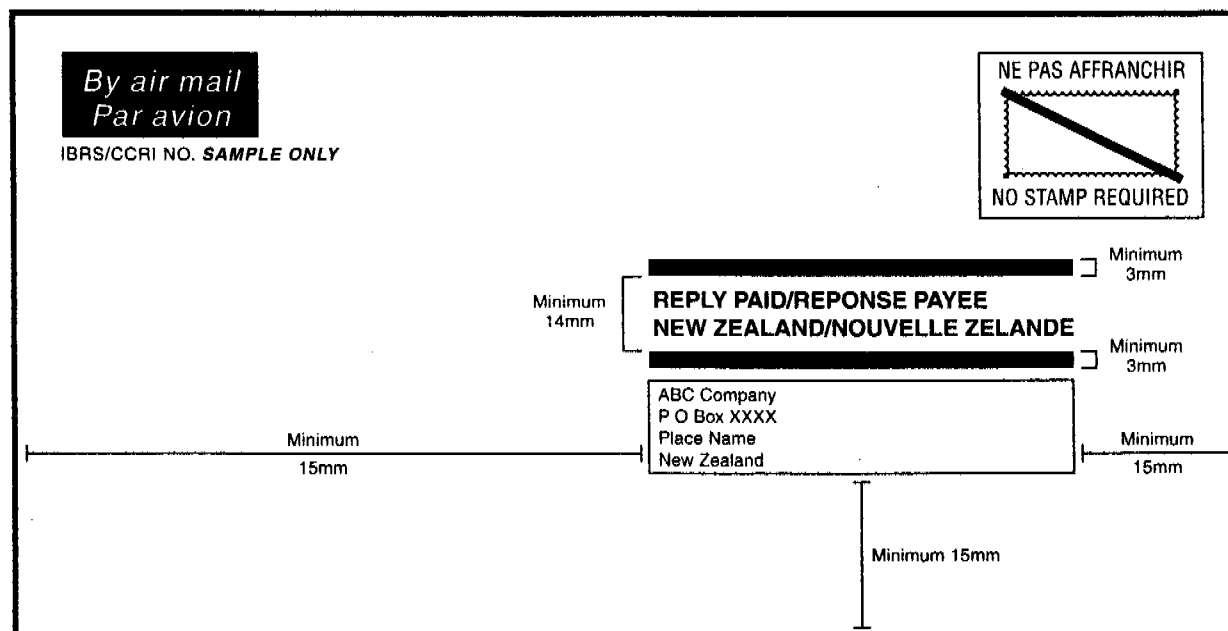 By air mail
Par avion
IBRS/CCRI NO. SAMPLE ONLY
NE PAS AFFRANCHIR
NO STAMP REQUIRED
Minimum
3mm
Minimum
14mm
REPLY PAID/REPONSE PAYEE
NEW ZEALAND/NOUVELLE ZELANDE
Minimum
3mm
ABC Company
P O Box XXXX
Place Name
New Zealand
Minimum
15mm
Minimum
15mm
Minimum 15mm